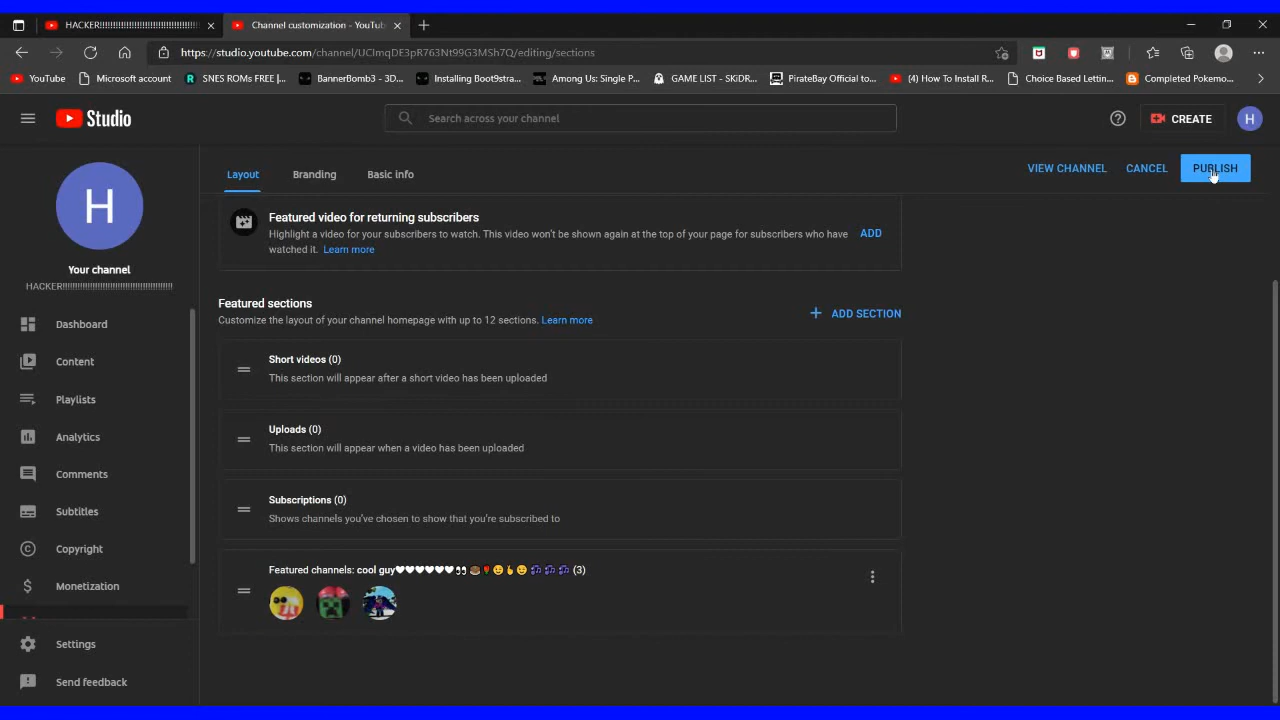 HACKER!!!!!!!!!!!!!!!!!!!!!!!!!!!!!!!!!!!
Channel customization - YouTub
https://studio.youtube.com/channel/UClmqDE3pR763Nt99G3MSh7Q/editing/sections
YouTube
Microsoft account
SNES ROMs FREE |...
BannerBomb3 - 3D...
Installing Boot9stra...
Among Us: Single P...
GAME LIST - SKiDR...
PirateBay Official to...
(4) How To Install R...
Choice Based Lettin...
Completed Pokemo...
Studio
Search across your channel
CREATE
H
H
Layout
Branding
Basic info
VIEW CHANNEL
CANCEL
PUBLISH
Featured video for returning subscribers
Highlight a video for your subscribers to watch. This video won't be shown again at the top of your page for subscribers who have
watched it. Learn more
ADD
Your channel
HACKER!!!!!!!!!!!!!!!!!!!!!!!!!!!!!!!!!!!!!!!!!!
Featured sections
Customize the layout of your channel homepage with up to 12 sections. Learn more
+ ADD SECTION
Dashboard
Content
Playlists
Analytics
Comments
Subtitles
Copyright
Monetization
Settings
Send feedback
Short videos (0)
This section will appear after a short video has been uploaded
Uploads (0)
This section will appear when a video has been uploaded
Subscriptions (0)
Shows channels you've chosen to show that you're subscribed to
Featured channels: cool guy🤍🤍🤍🤍🤍🤍👀🍩🌹😉🤞😉🎶🎶🎶 (3)